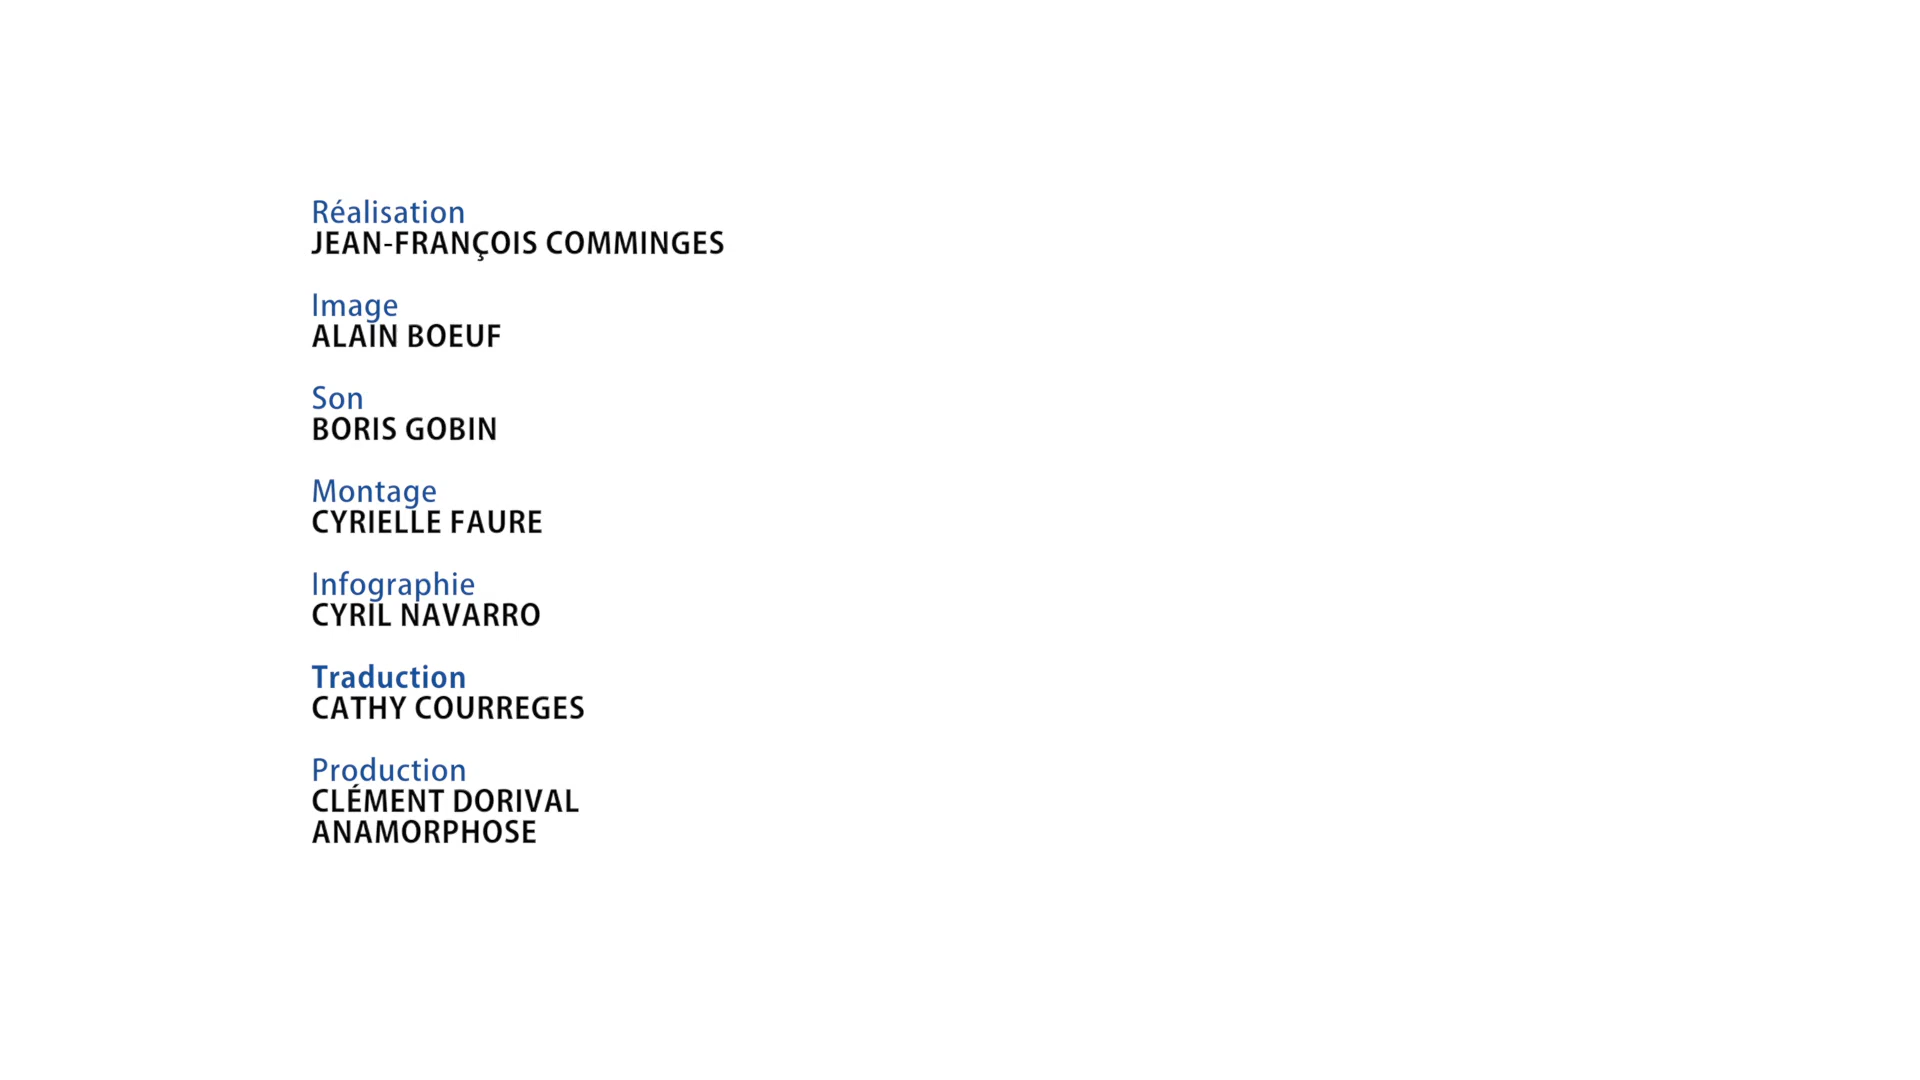 Réalisation
JEAN-FRANÇOIS COMMINGES
Image
ALAIN BOEUF
Son
BORIS GOBIN
Montage
CYRIELLE FAURE
Infographie
CYRIL NAVARRO
Traduction
CATHY COURREGES
Production
CLÉMENT DORIVAL
ANAMORPHOSE